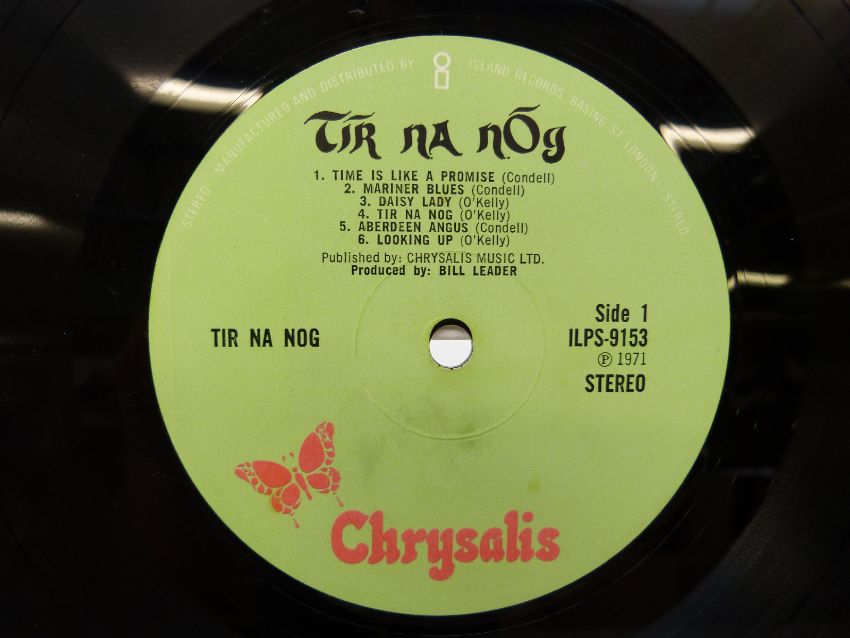 STEREO MANUFACTURED AND DISTRIBUTED BY ISLAND RECORDS, BASING ST. LONDON. STEREO
TÍR NA NÓg
1. TIME IS LIKE A PROMISE (Condell)
2. MARINER BLUES (Condell)
3. DAISY LADY (O'Kelly)
4. TIR NA NOG (O'Kelly)
5. ABERDEEN ANGUS (Condell)
6. LOOKING UP (O'Kelly)
Published by: CHRYSALIS MUSIC LTD.
Produced by: BILL LEADER
TIR NA NOG
Side 1
ILPS-9153
℗ 1971
STEREO
Chrysalis